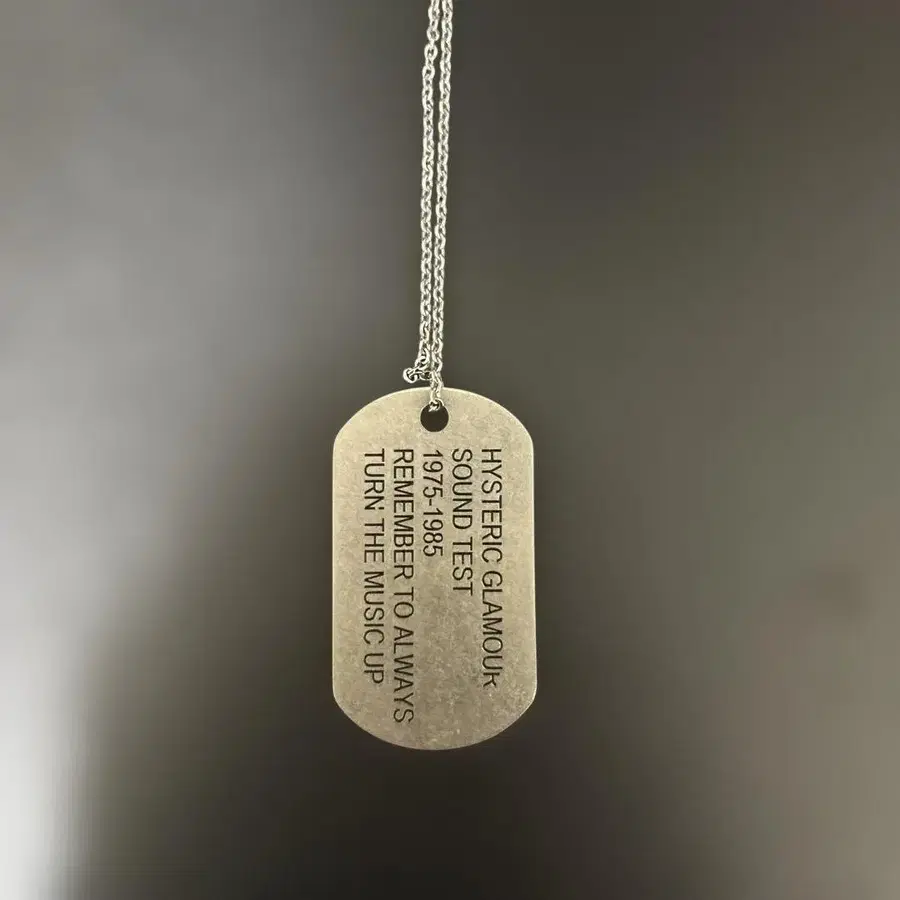 HYSTERIC GLAMOUR
SOUND TEST
1975-1985
REMEMBER TO ALWAYS
TURN THE MUSIC UP